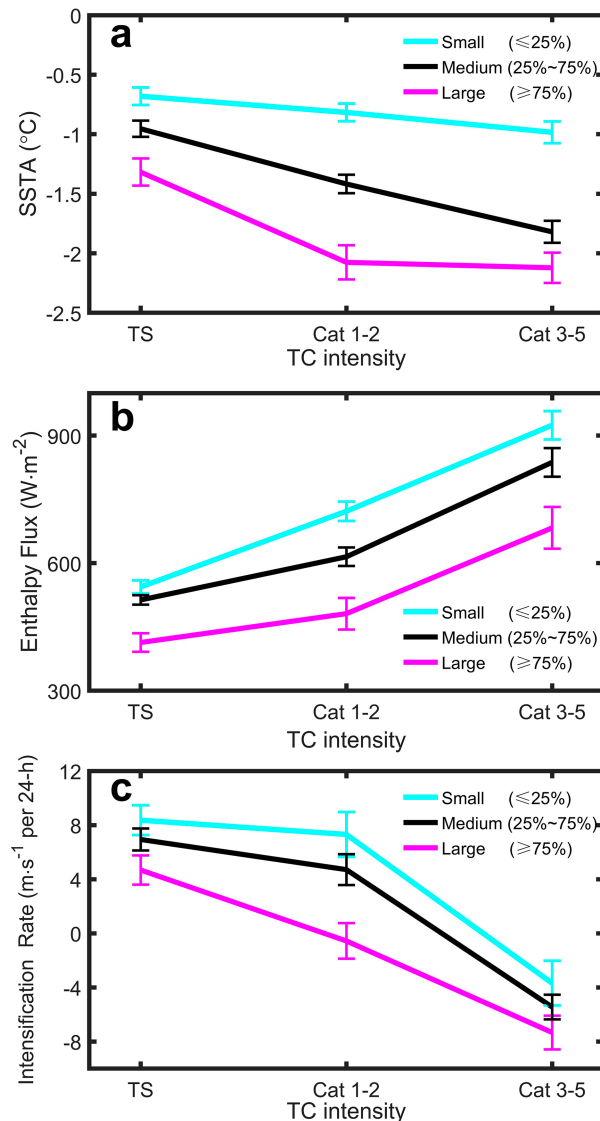 a
0
-0.5
-1
-1.5
-2
-2.5
SSTA (°C)
Small (≤25%)
Medium (25%~75%)
Large (≥75%)
TS Cat 1-2 Cat 3-5
TC intensity
b
900
600
300
Enthalpy Flux (W·m-2)
Small (≤25%)
Medium (25%~75%)
Large (≥75%)
TS Cat 1-2 Cat 3-5
TC intensity
c
12
8
4
0
-4
-8
Intensification Rate (m·s-1 per 24-h)
Small (≤25%)
Medium (25%~75%)
Large (≥75%)
TS Cat 1-2 Cat 3-5
TC intensity